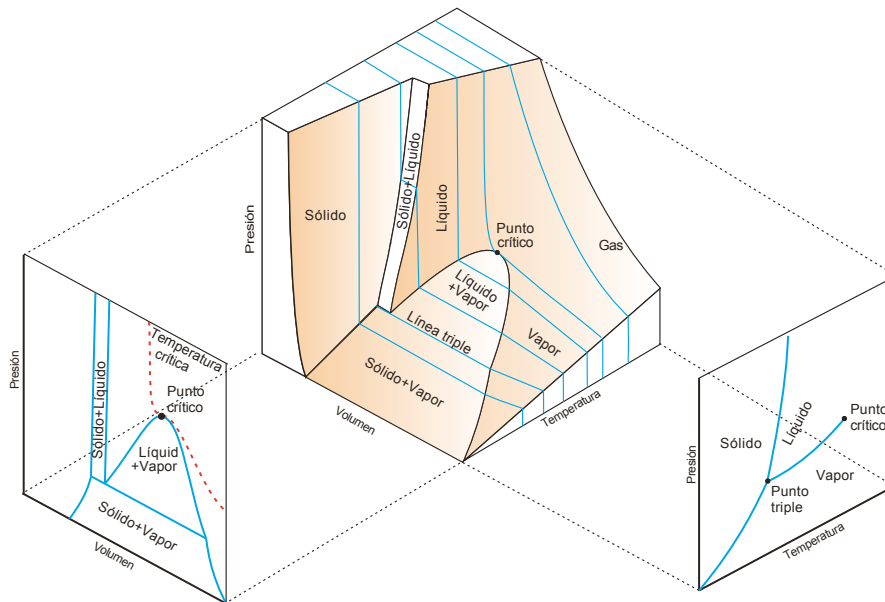 Presión
Sólido
Sólido+Líquido
Líquido
Punto
crítico
Gas
Líquido
+Vapor
Línea triple
Vapor
Sólido+Vapor
Volumen
Temperatura
Presión
Temperatura
crítica
Punto
crítico
Sólido+Líquido
Líquid
+Vapor
Sólido+Vapor
Volumen
Presión
Sólido
Líquido
Punto
crítico
Vapor
Punto
triple
Temperatura